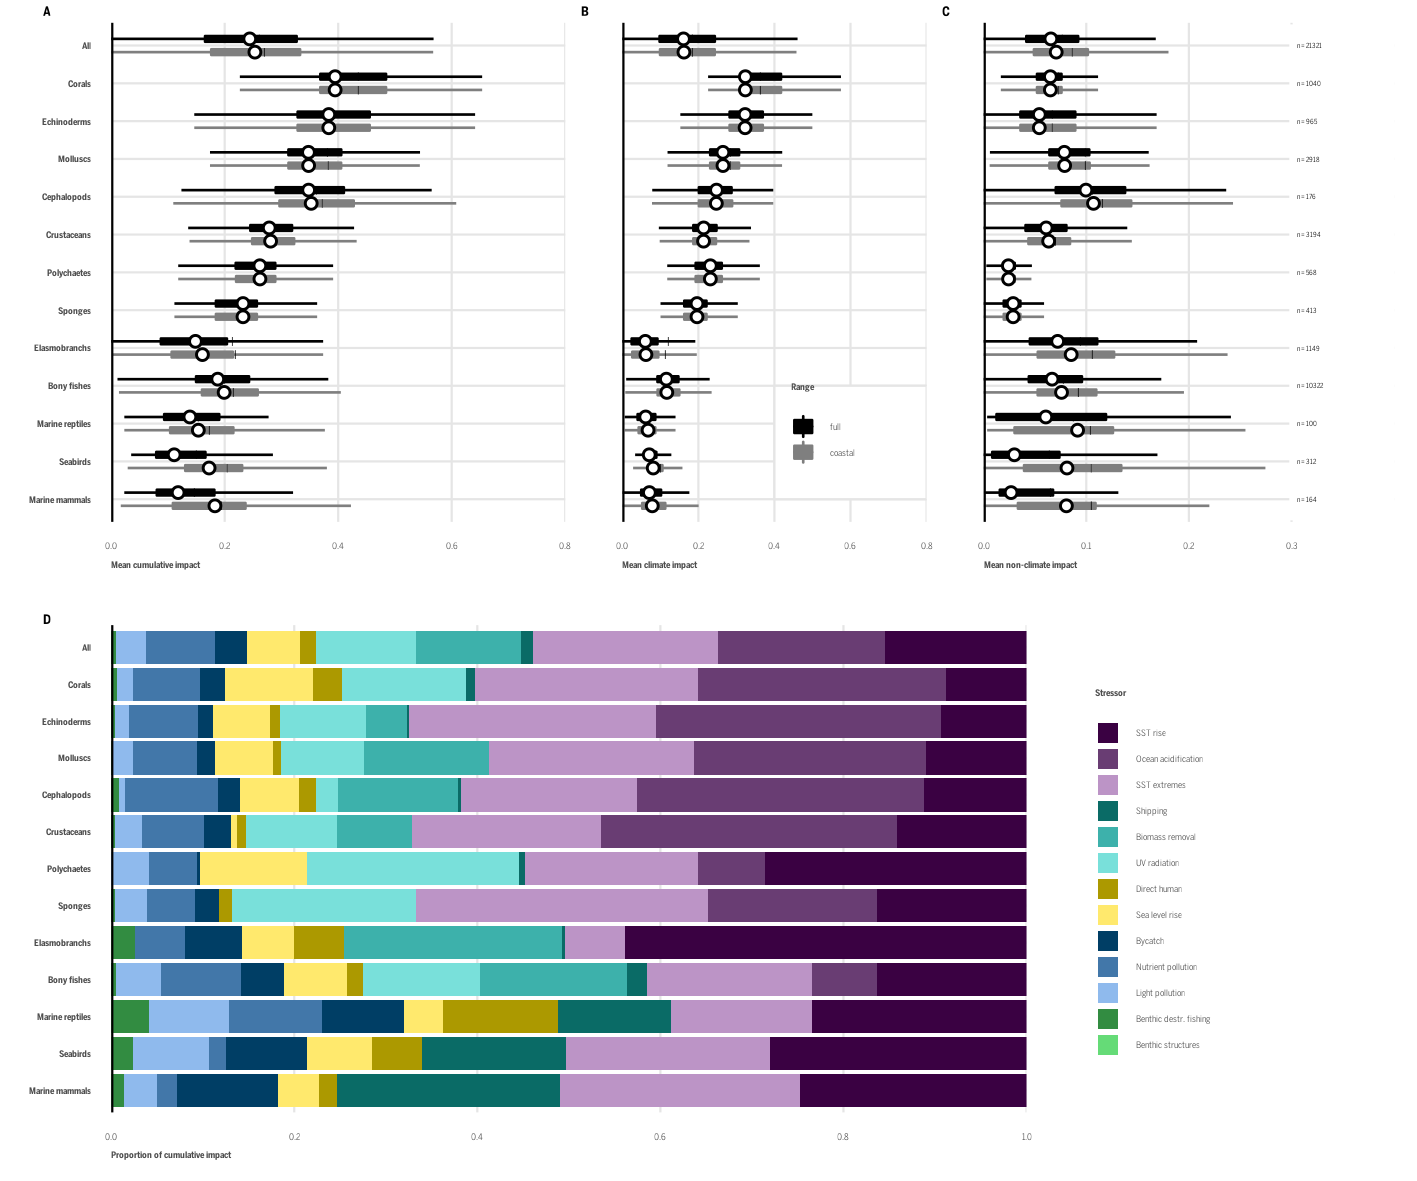 A
B
C
All
Corals
Echinoderms
Molluscs
Cephalopods
Crustaceans
Polychaetes
Sponges
Elasmobranchs
Bony fishes
Marine reptiles
Seabirds
Marine mammals
0.0 0.2 0.4 0.6 0.8
Mean cumulative impact
Range
full
coastal
0.0 0.2 0.4 0.6 0.8
Mean climate impact
n=21321
n=1040
n=965
n=2918
n=176
n=3194
n=568
n=413
n=1149
n=10322
n=100
n=312
n=164
0.0 0.1 0.2 0.3
Mean non-climate impact
D
All
Corals
Echinoderms
Molluscs
Cephalopods
Crustaceans
Polychaetes
Sponges
Elasmobranchs
Bony fishes
Marine reptiles
Seabirds
Marine mammals
0.0 0.2 0.4 0.6 0.8 1.0
Proportion of cumulative impact
Stressor
SST rise
Ocean acidification
SST extremes
Shipping
Biomass removal
UV radiation
Direct human
Sea level rise
Bycatch
Nutrient pollution
Light pollution
Benthic destr. fishing
Benthic structures